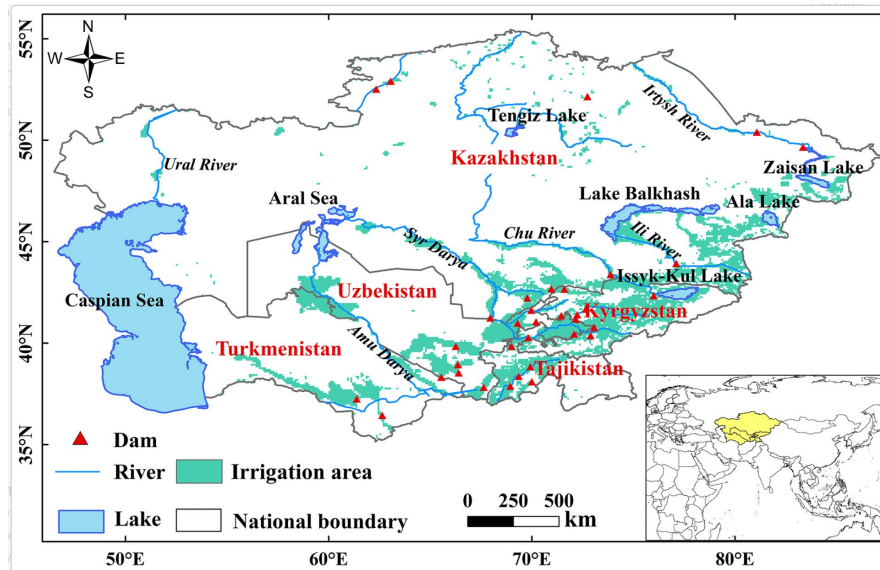 N
W E
S
55°N
50°N
45°N
40°N
35°N
Irtysh River
Tengiz Lake
Kazakhstan
Ural River
Zaisan Lake
Lake Balkhash
Ala Lake
Aral Sea
Syr Darya
Chu River
Ili River
Issyk-Kul Lake
Caspian Sea
Uzbekistan
Kyrgyzstan
Turkmenistan
Amu Darya
Tajikistan
Dam
River
Irrigation area
Lake
National boundary
0 250 500
km
50°E 60°E 70°E 80°E